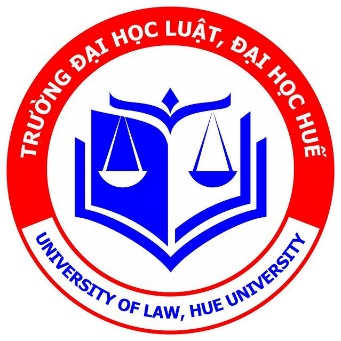 TRƯỜNG ĐẠI HỌC LUẬT, ĐẠI HỌC HUẾ
UNIVERSITY OF LAW, HUE UNIVERSITY